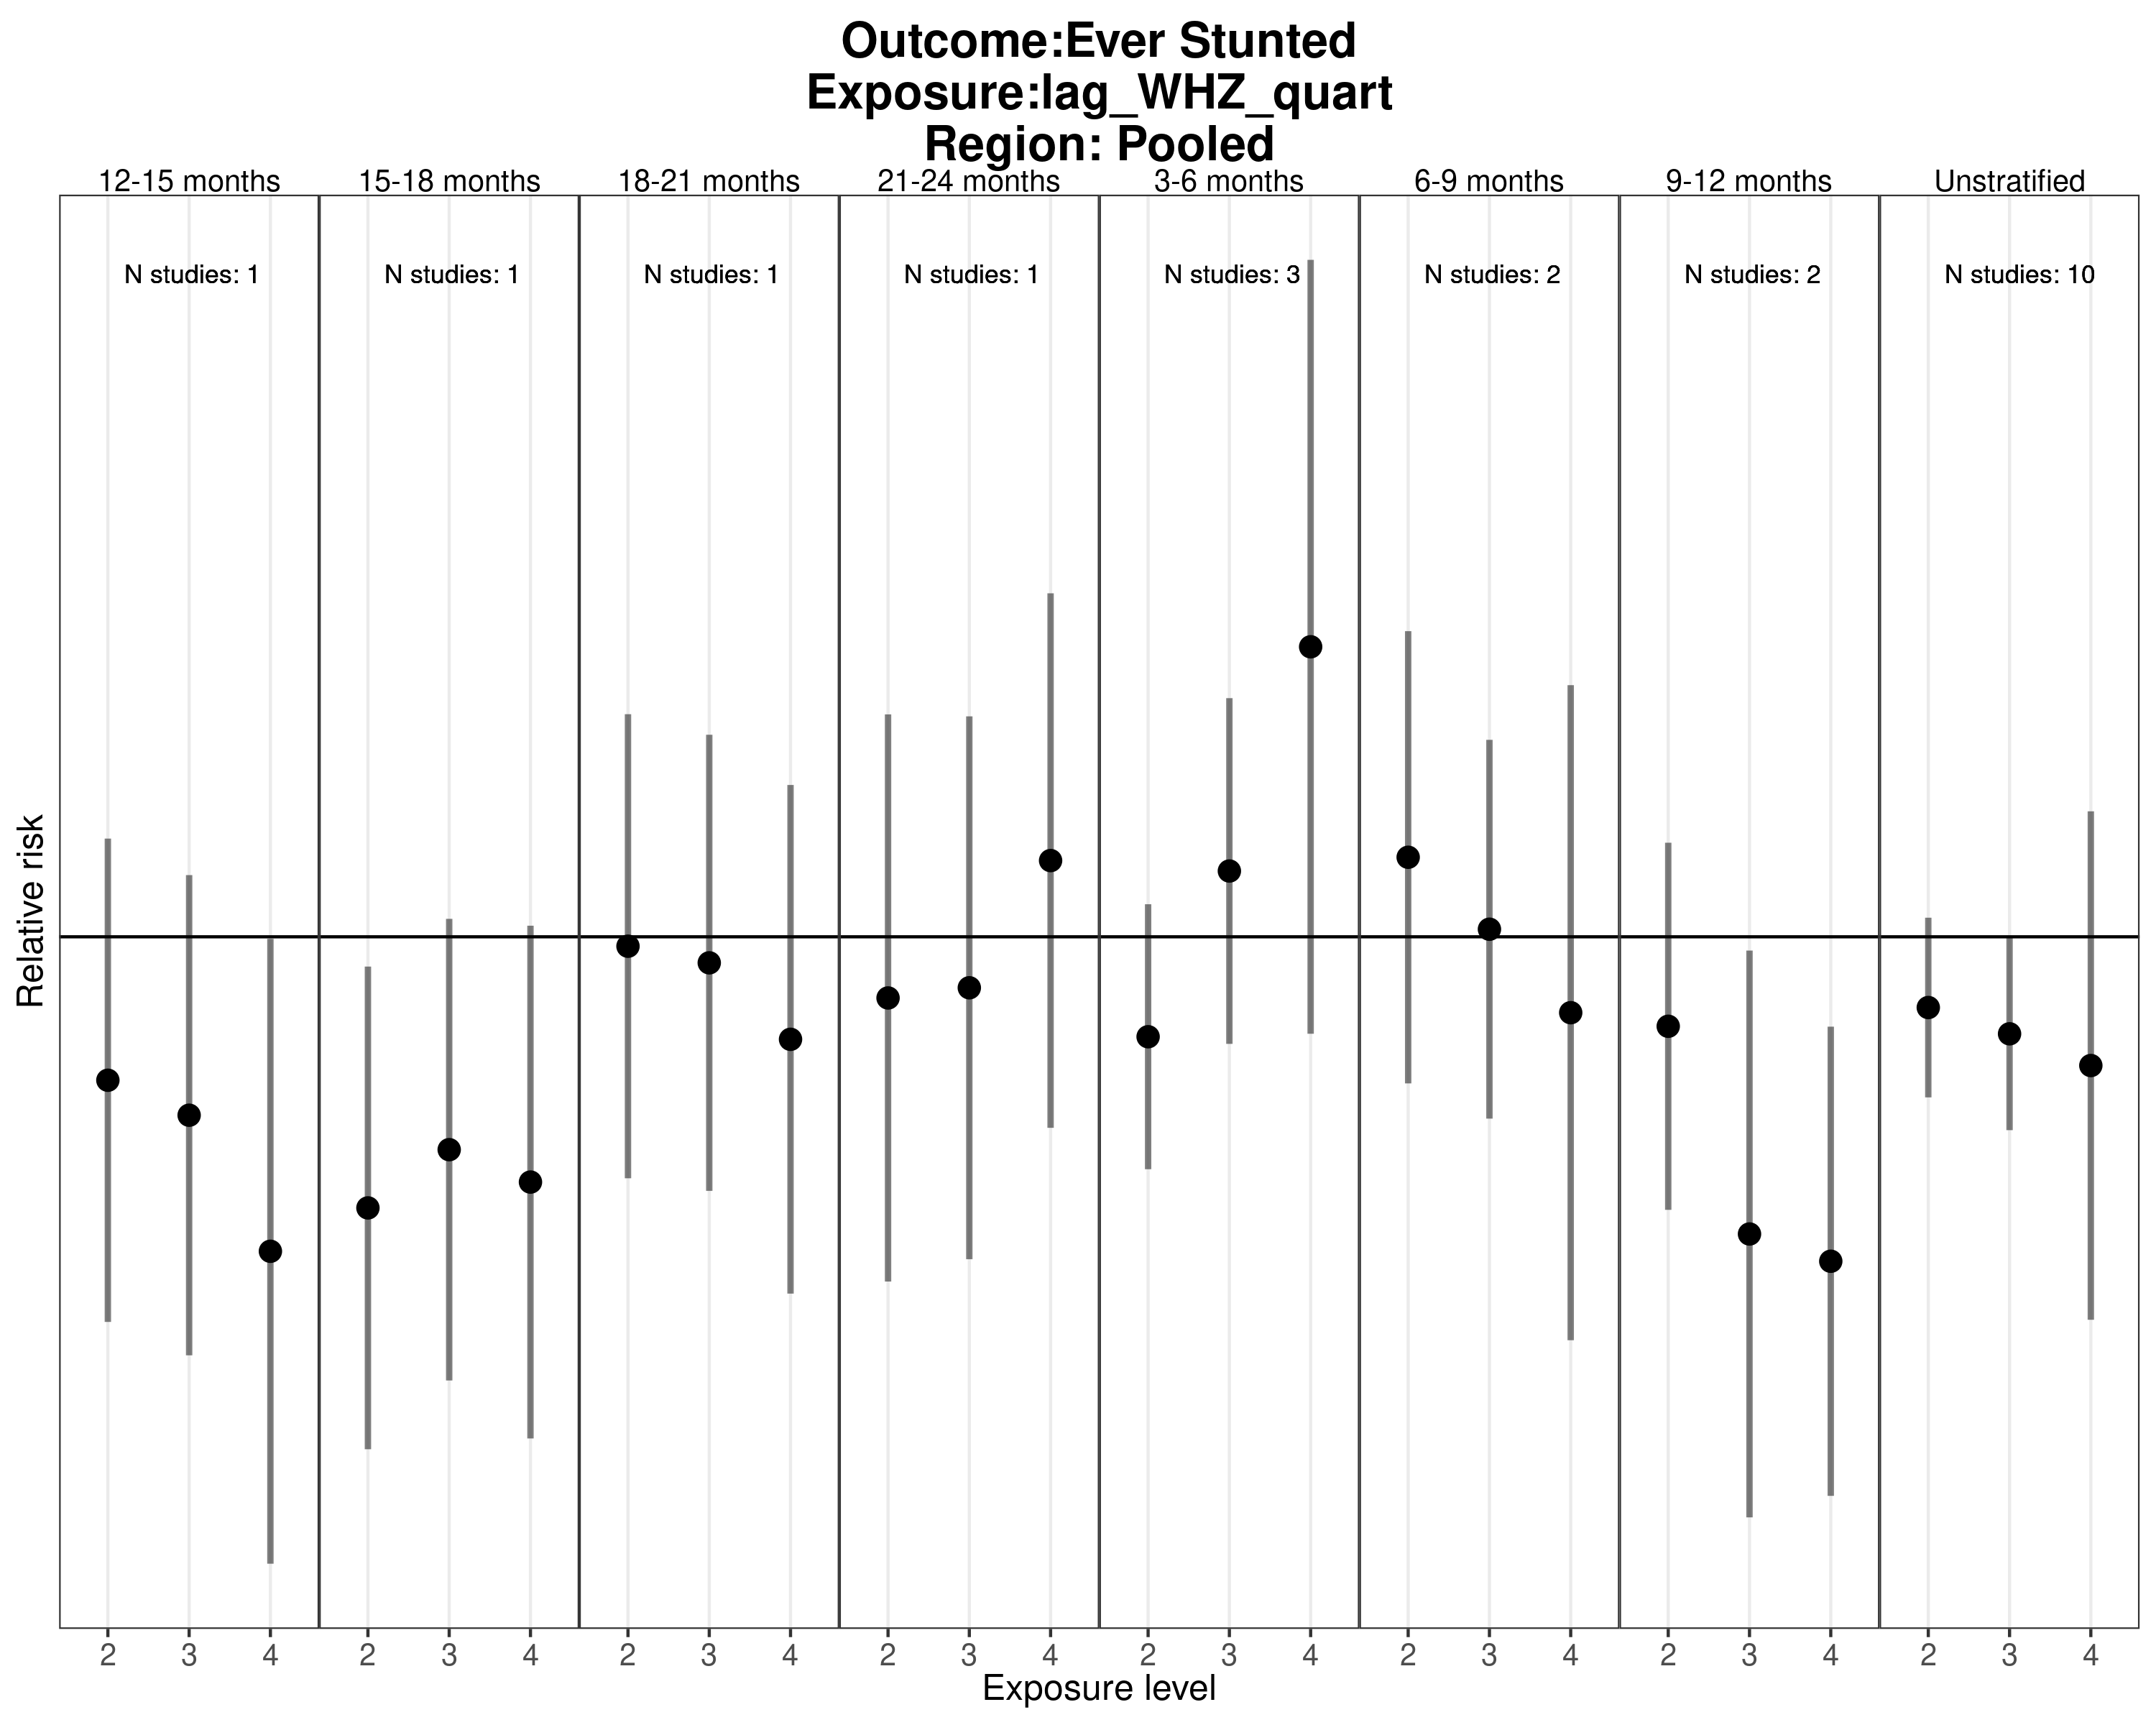 Outcome:Ever Stunted
Exposure:lag_WHZ_quart
Region: Pooled
12-15 months 15-18 months 18-21 months 21-24 months 3-6 months 6-9 months 9-12 months Unstratified
N studies: 1 N studies: 1 N studies: 1 N studies: 1 N studies: 3 N studies: 2 N studies: 2 N studies: 10
Relative risk
2 3 4 2 3 4 2 3 4 2 3 4 2 3 4 2 3 4 2 3 4 2 3 4
Exposure level